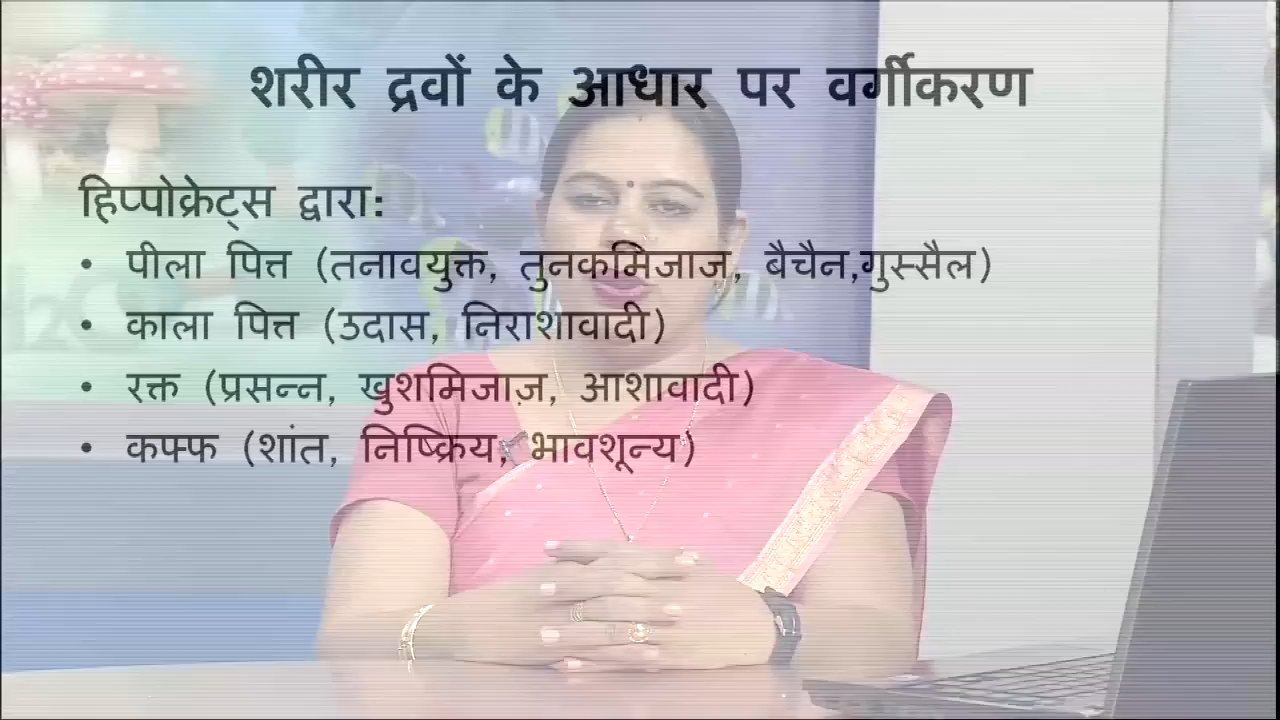 शरीर द्रवों के आधार पर वर्गीकरण
हिप्पोक्रेट्स द्वारा:
• पीला पित्त (तनावयुक्त, तुनकमिजाज, बैचैन,गुस्सैल)
• काला पित्त (उदास, निराशावादी)
• रक्त (प्रसन्न, खुशमिजाज़, आशावादी)
• कफ्फ (शांत, निष्क्रिय, भावशून्य)